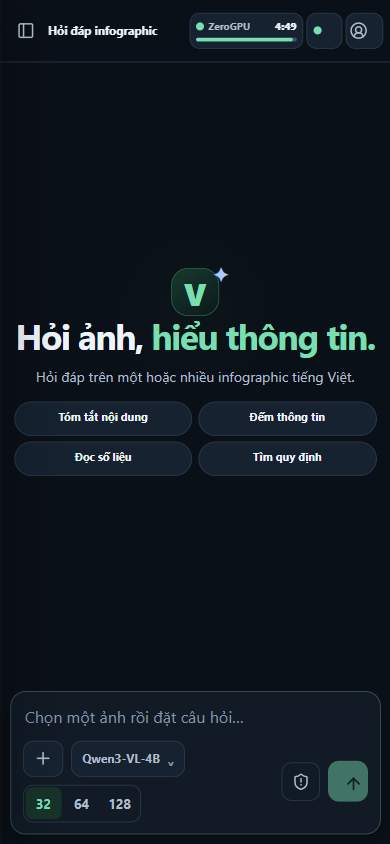 Hỏi đáp infographic
ZeroGPU 4:49
V
Hỏi ảnh, hiểu thông tin.
Hỏi đáp trên một hoặc nhiều infographic tiếng Việt.
Tóm tắt nội dung
Đếm thông tin
Đọc số liệu
Tìm quy định
Chọn một ảnh rồi đặt câu hỏi...
Qwen3-VL-4B
32 64 128